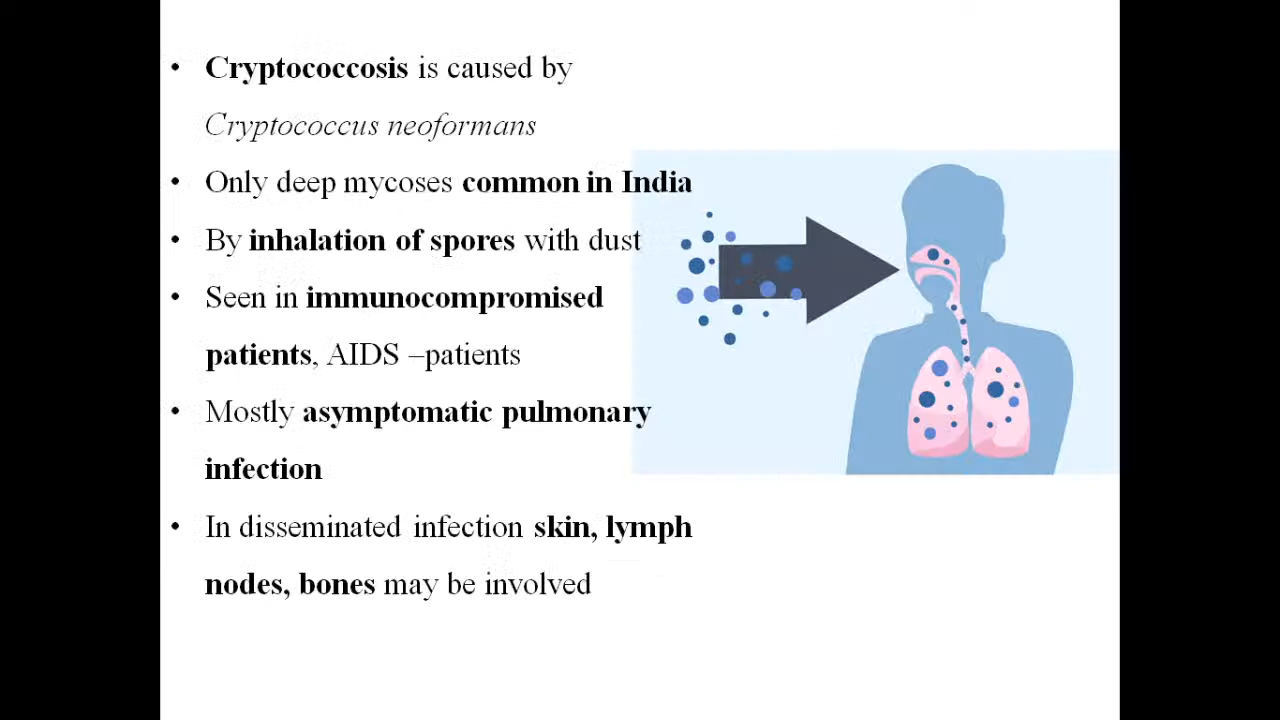 • Cryptococcosis is caused by
Cryptococcus neoformans
• Only deep mycoses common in India
• By inhalation of spores with dust
• Seen in immunocompromised
patients, AIDS –patients
• Mostly asymptomatic pulmonary
infection
• In disseminated infection skin, lymph
nodes, bones may be involved